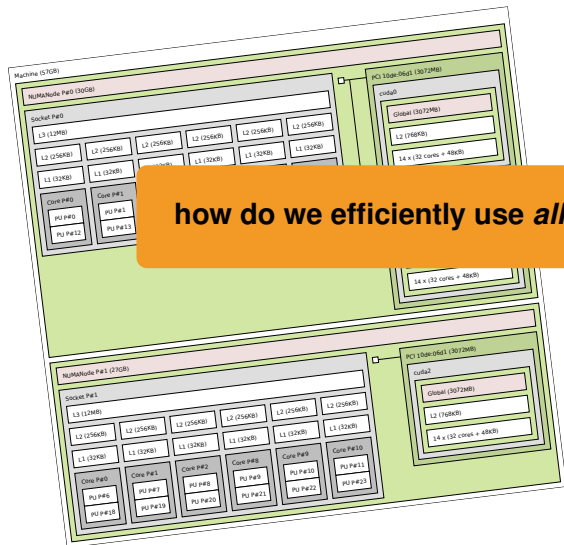 Machine (57GB)
NUMANode P#0 (30GB)
Socket P#0
L3 (12MB)
L2 (256KB) L2 (256KB) L2 (256KB) L2 (256KB) L2 (256KB) L2 (256KB)
L1 (32KB) L1 (32KB) L1 (32KB) L1 (32KB) L1 (32KB)
Core P#0 Core P#1
PU P#0 PU P#1
PU P#12 PU P#13
PCI 10de:06d1 (3072MB)
cuda0
Global (3072MB)
L2 (768KB)
14 x (32 cores + 48KB)
how do we efficiently use all
14 x (32 cores + 48KB)
NUMANode P#1 (27GB)
Socket P#1
L3 (12MB)
L2 (256KB) L2 (256KB) L2 (256KB) L2 (256KB) L2 (256KB) L2 (256KB)
L1 (32KB) L1 (32KB) L1 (32KB) L1 (32KB) L1 (32KB) L1 (32KB)
Core P#0 Core P#1 Core P#2 Core P#8 Core P#9 Core P#10
PU P#6 PU P#7 PU P#8 PU P#9 PU P#10 PU P#11
PU P#18 PU P#19 PU P#20 PU P#21 PU P#22 PU P#23
PCI 10de:06d1 (3072MB)
cuda2
Global (3072MB)
L2 (768KB)
14 x (32 cores + 48KB)